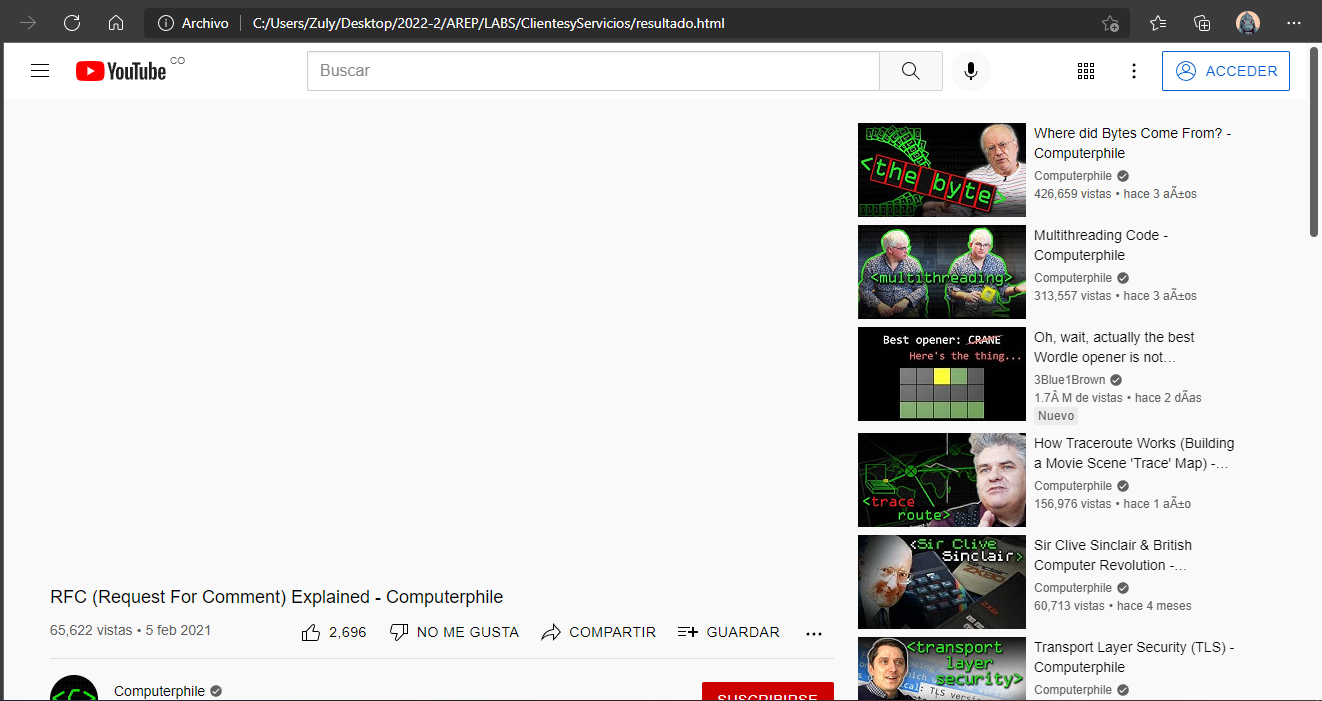 Archivo C:/Users/Zuly/Desktop/2022-2/AREP/LABS/ClientesyServicios/resultado.html
YouTube CO
Buscar
ACCEDER
<the byte>
Where did Bytes Come From? -
Computerphile
Computerphile
426,659 vistas • hace 3 aÃ±os
<multithreading>
Multithreading Code -
Computerphile
Computerphile
313,557 vistas • hace 3 aÃ±os
Best opener: CRANE
Here's the thing...
Oh, wait, actually the best
Wordle opener is not…
3Blue1Brown
1.7Â M de vistas • hace 2 dÃ­as
Nuevo
<trace
route>
How Traceroute Works (Building
a Movie Scene 'Trace' Map) -…
Computerphile
156,976 vistas • hace 1 aÃ±o
<Sir Clive
Sinclair>
ZX80
ZX81
Sir Clive Sinclair & British
Computer Revolution -…
Computerphile
60,713 vistas • hace 4 meses
<transport
layer
security>
Transport Layer Security (TLS) -
Computerphile
Computerphile
RFC (Request For Comment) Explained - Computerphile
65,622 vistas • 5 feb 2021
2,696
NO ME GUSTA
COMPARTIR
GUARDAR
<C>
Computerphile
SUSCRIBIRSE